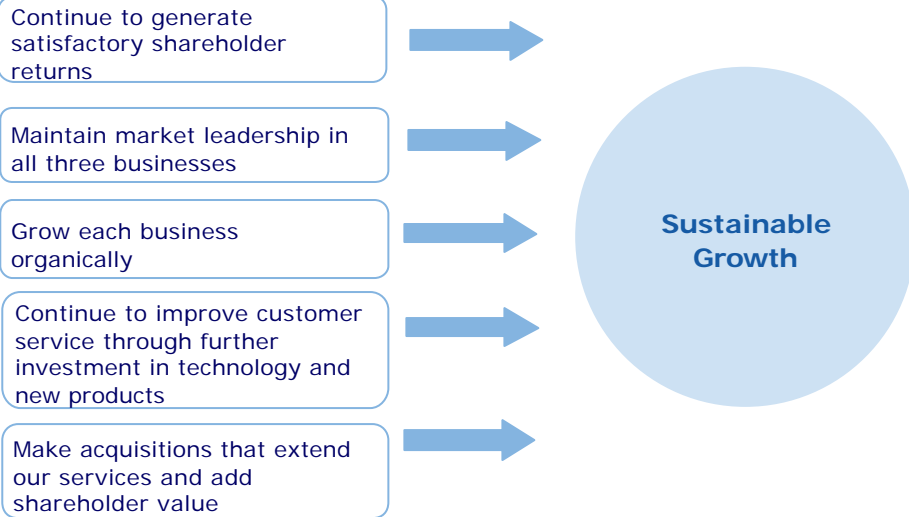 Continue to generate
satisfactory shareholder
returns
Maintain market leadership in
all three businesses
Grow each business
organically
Continue to improve customer
service through further
investment in technology and
new products
Make acquisitions that extend
our services and add
shareholder value
Sustainable
Growth